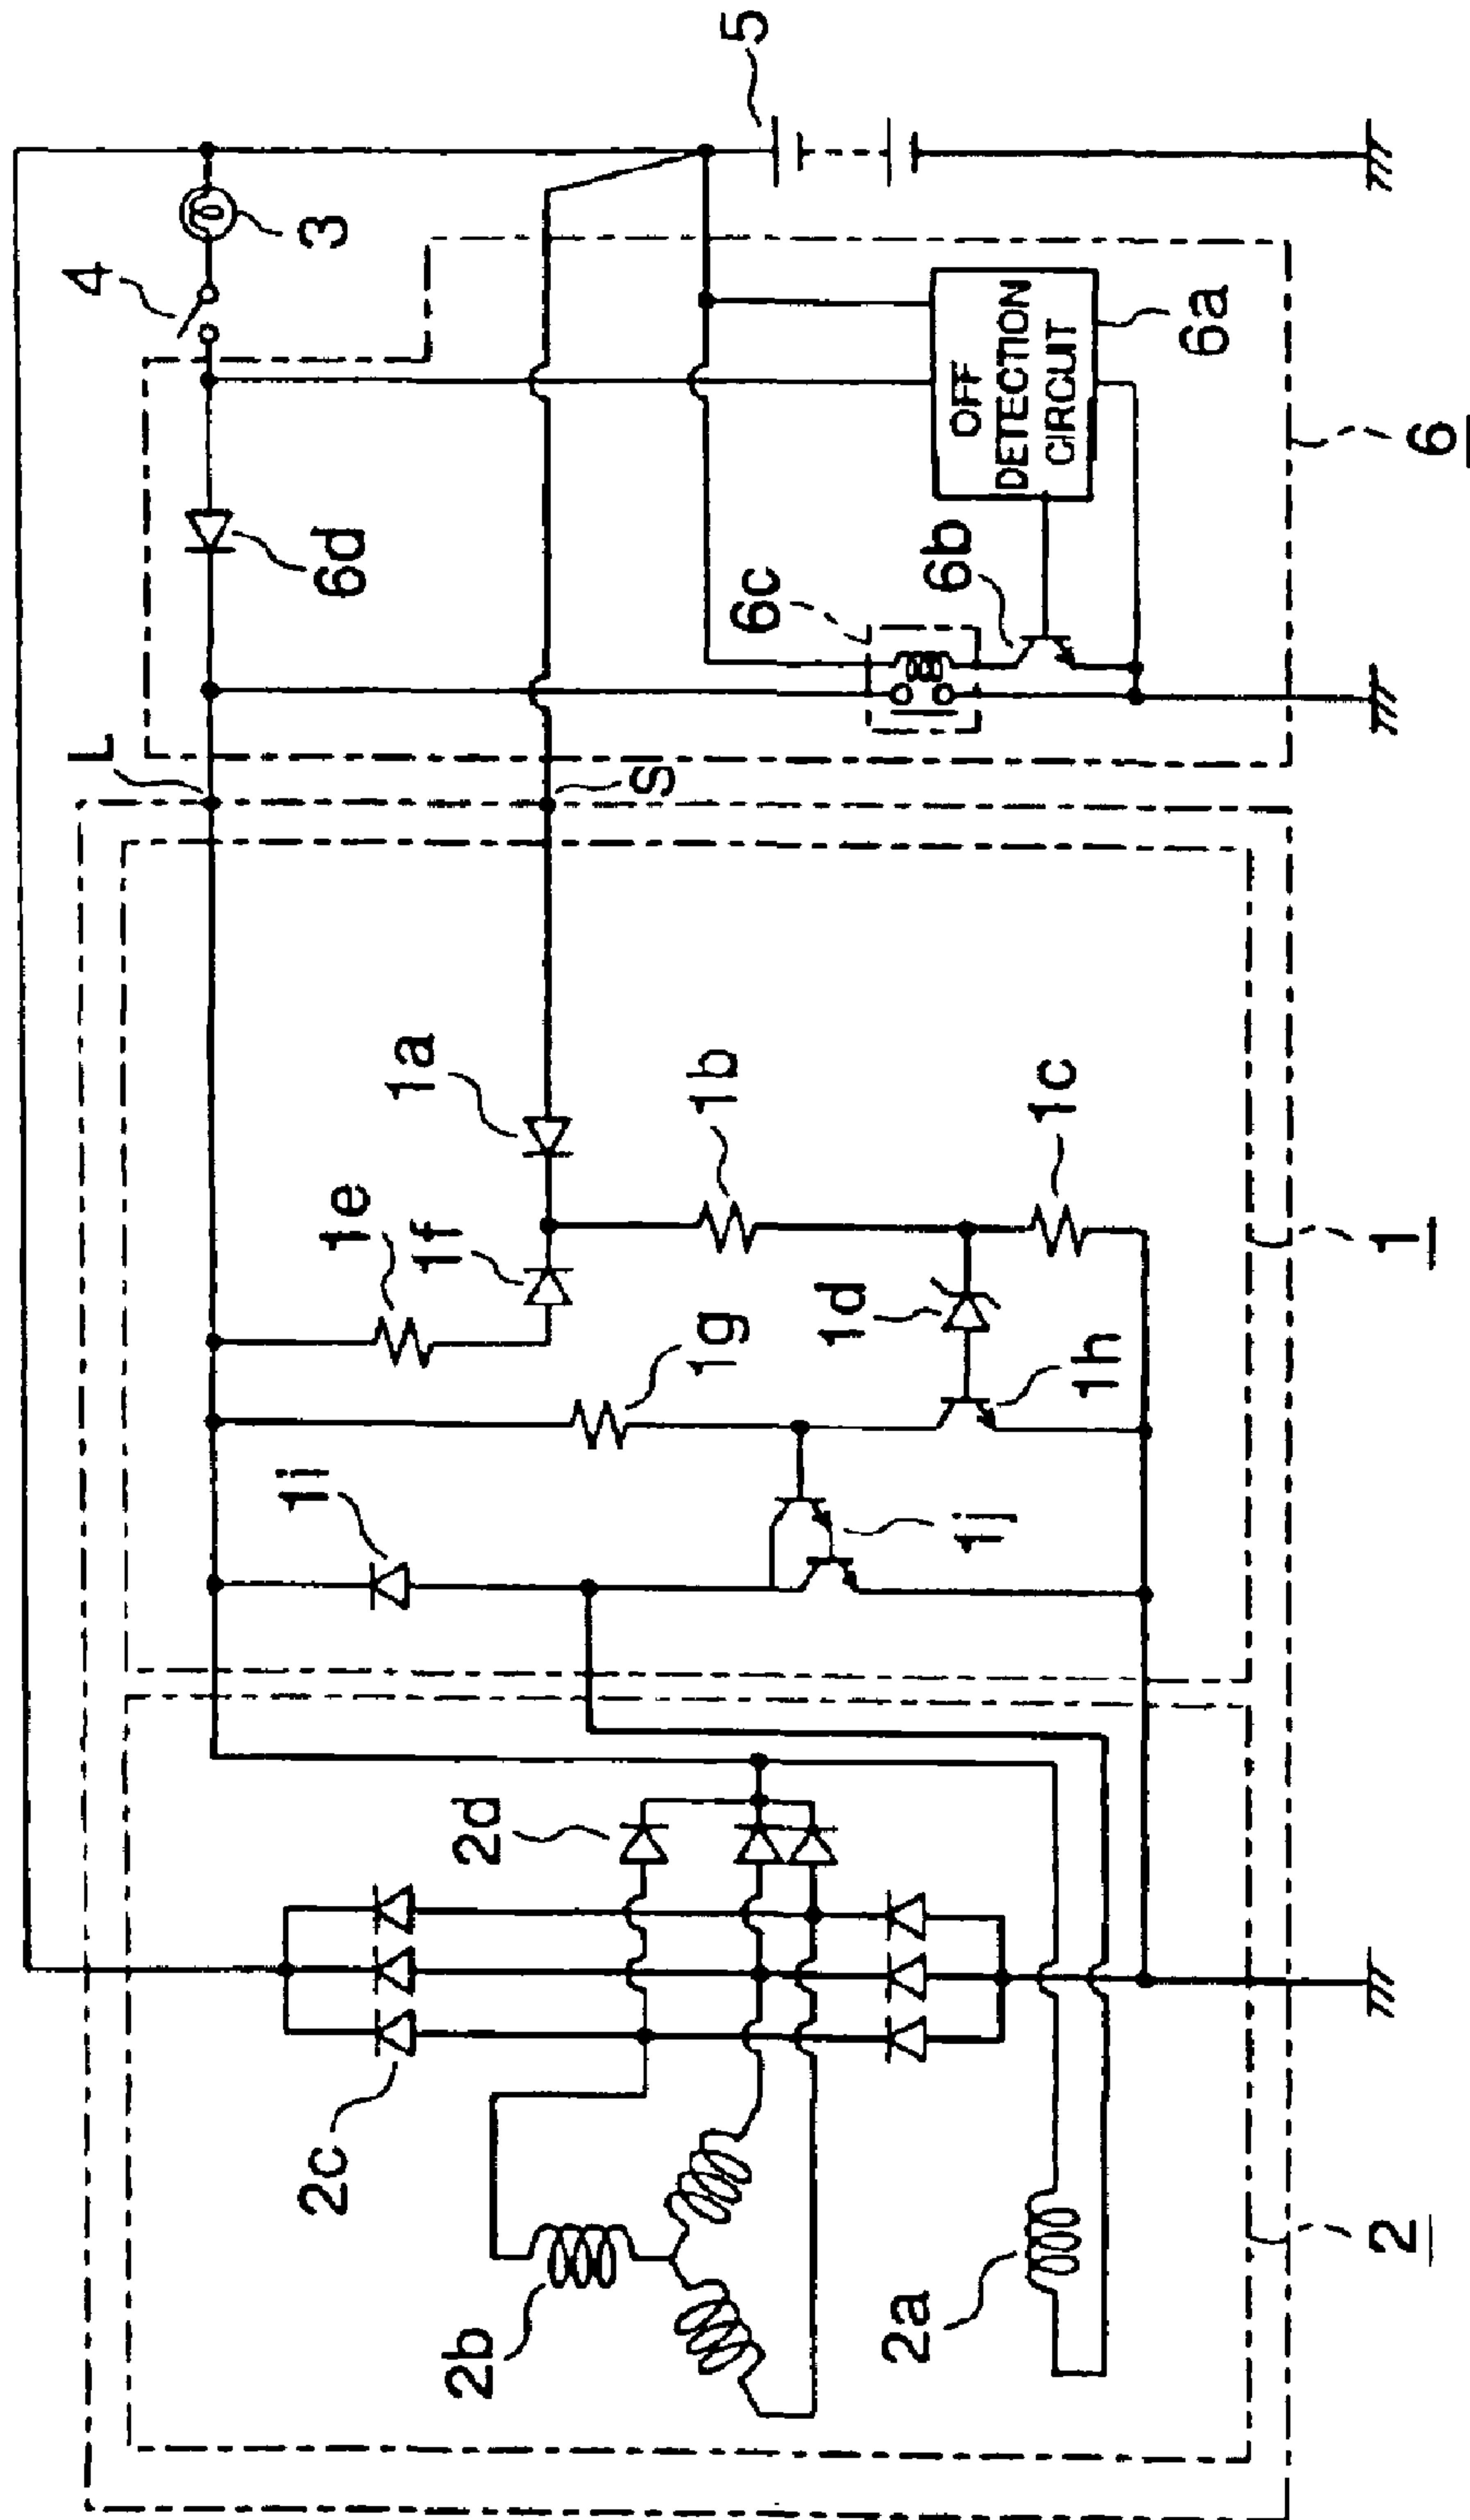 2c
2b
2a
2
2d
1i
1j
1g
1h
1e
1f
1d
1a
1b
1c
1
L
S
6d
6c
6b
OFF
DETECTION
CIRCUIT
6a
6
4
3
5